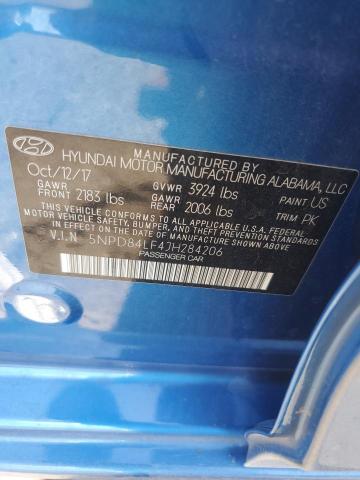 MANUFACTURED BY
HYUNDAI MOTOR MANUFACTURING ALABAMA, LLC
Oct/12/17 GVWR 3924 lbs PAINT US
GAWR FRONT 2183 lbs GAWR REAR 2006 lbs TRIM PK
THIS VEHICLE CONFORMS TO ALL APPLICABLE U.S. FEDERAL
MOTOR VEHICLE SAFETY, BUMPER, AND THEFT PREVENTION
STANDARDS IN EFFECT ON THE DATE OF MANUFACTURE SHOWN ABOVE.
V.I.N 5NPD84LF4JH284206
PASSENGER CAR